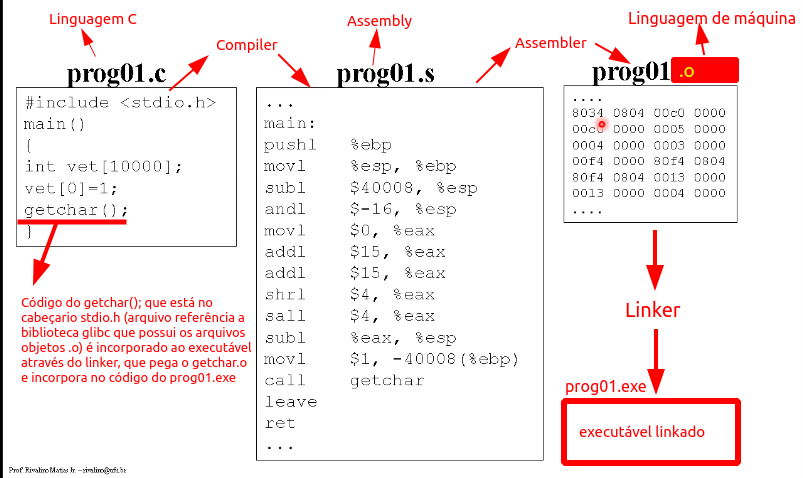 Linguagem C
Compiler
Assembly
Assembler
Linguagem de máquina
prog01.c
prog01.s
prog01 .o
#include <stdio.h>
main()
{
int vet[10000];
vet[0]=1;
getchar();
}
Código do getchar(); que está no
cabeçario stdio.h (arquivo referência a
biblioteca glibc que possui os arquivos
objetos .o) é incorporado ao executável
através do linker, que pega o getchar.o
e incorpora no código do prog01.exe
...
main:
pushl %ebp
movl %esp, %ebp
subl $40008, %esp
andl $-16, %esp
movl $0, %eax
addl $15, %eax
addl $15, %eax
shrl $4, %eax
sall $4, %eax
subl %eax, %esp
movl $1, -40008(%ebp)
call getchar
leave
ret
...
....
8034 0804 00c0 0000
00c0 0000 0005 0000
0004 0000 0003 0000
00f4 0000 80f4 0804
80f4 0804 0013 0000
0013 0000 0004 0000
....
Linker
prog01.exe
executável linkado
Prof. Rivalino Matias Jr. – rivalino@ufu.br